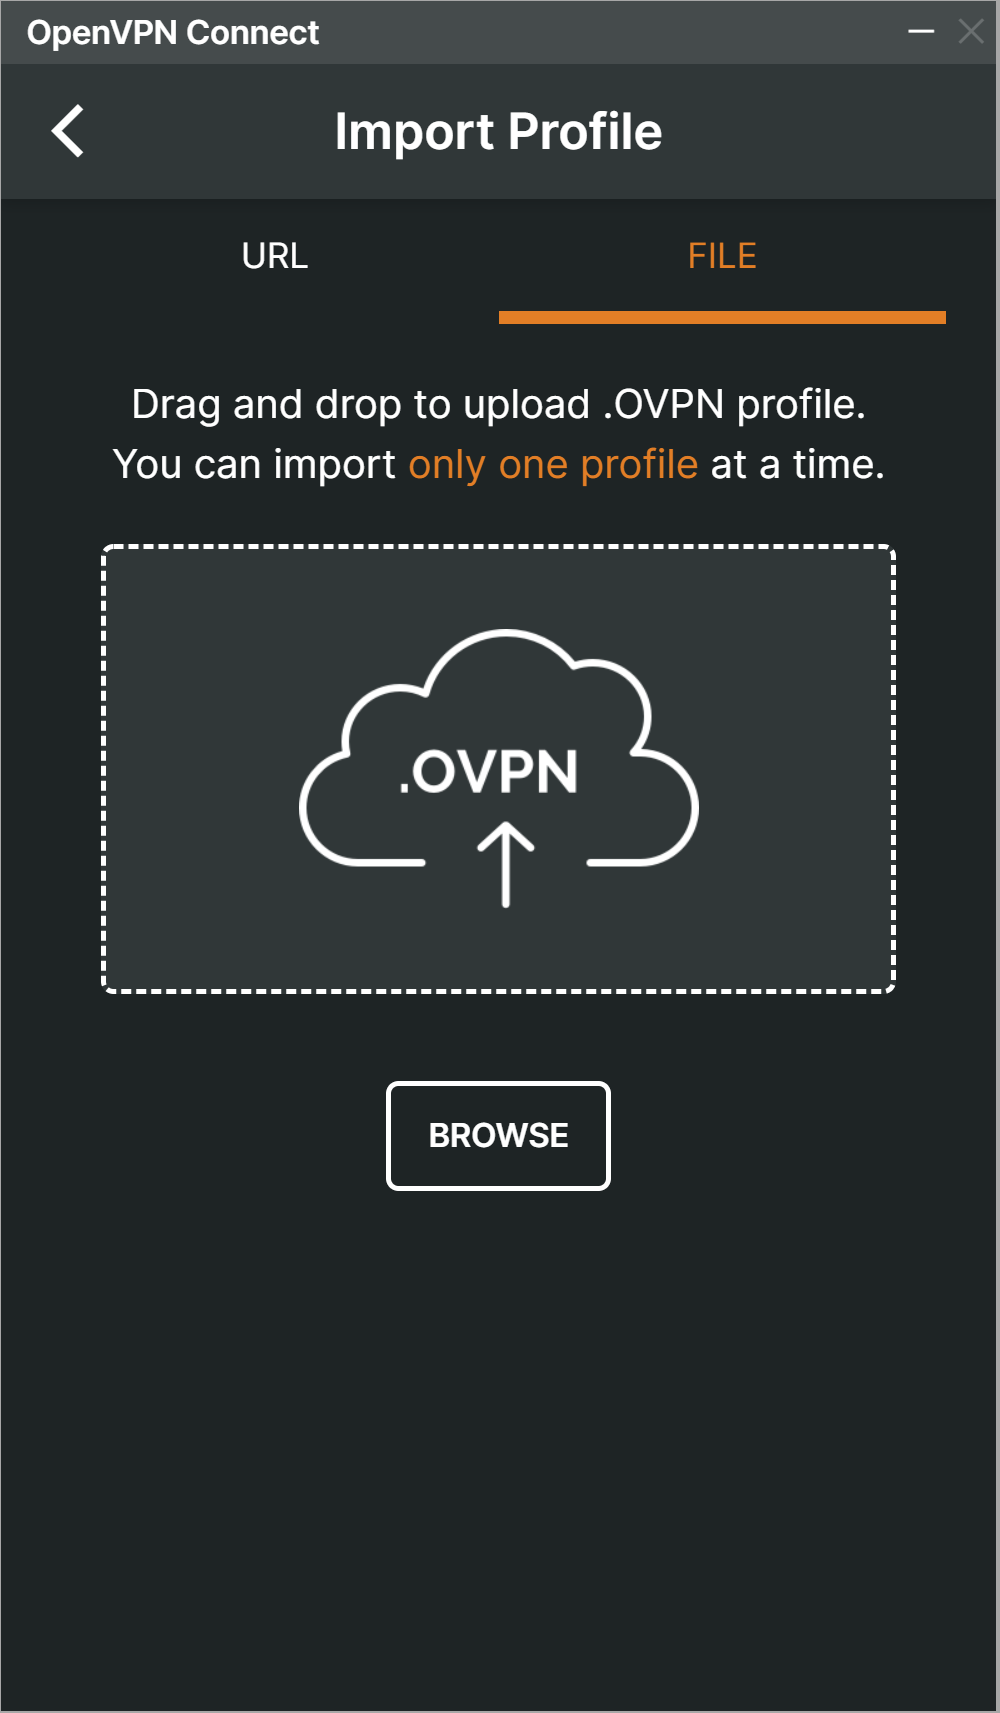 OpenVPN Connect
Import Profile
URL
FILE
Drag and drop to upload .OVPN profile.
You can import only one profile at a time.
.OVPN
BROWSE